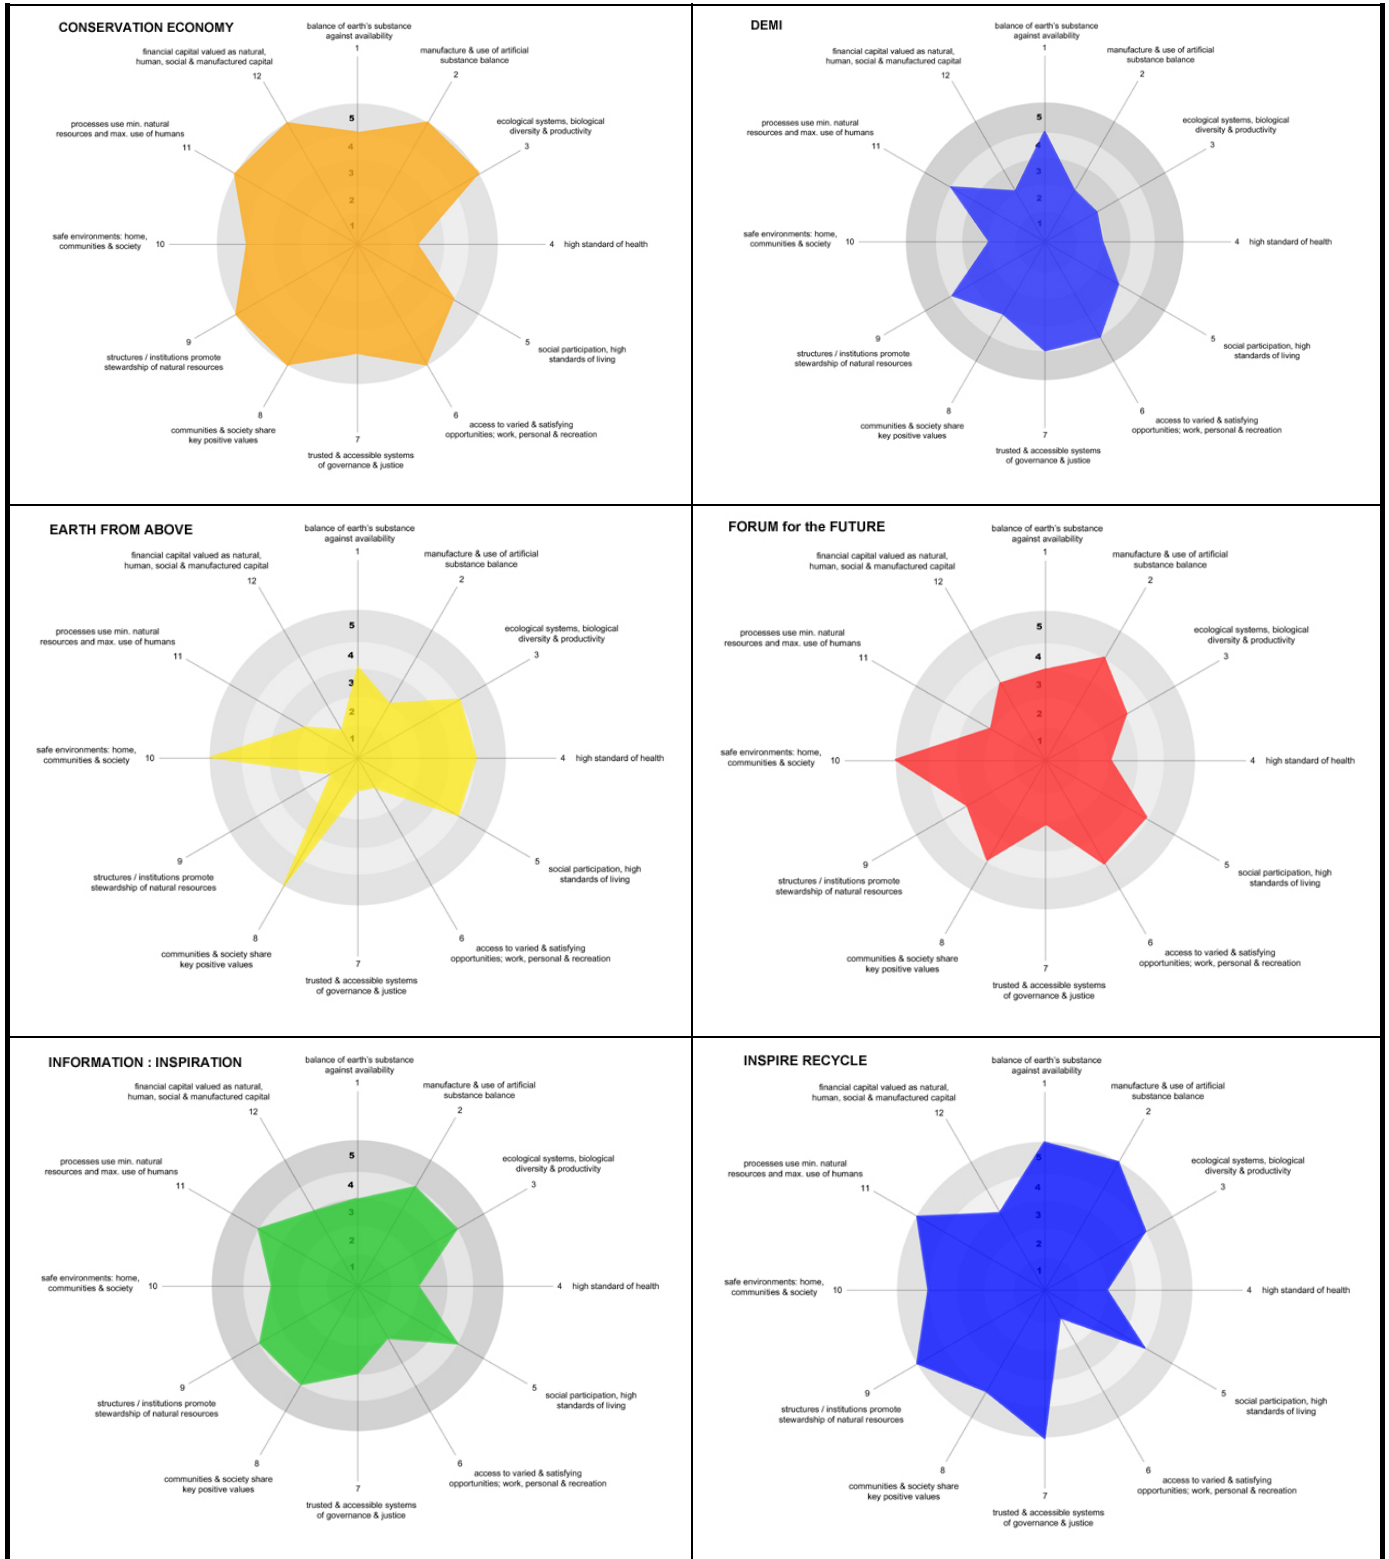 CONSERVATION ECONOMY
balance of earth's substance
against availability
1
financial capital valued as natural,
human, social & manufactured capital
12
manufacture & use of artificial
substance balance
2
processes use min. natural
resources and max. use of humans
11
ecological systems, biological
diversity & productivity
3
5
4
3
2
1
safe environments: home,
communities & society
10
4 high standard of health
9
structures / institutions promote
stewardship of natural resources
5
social participation, high
standards of living
8
communities & society share
key positive values
6
access to varied & satisfying
opportunities; work, personal & recreation
7
trusted & accessible systems
of governance & justice
DEMI
balance of earth's substance
against availability
1
financial capital valued as natural,
human, social & manufactured capital
12
manufacture & use of artificial
substance balance
2
processes use min. natural
resources and max. use of humans
11
ecological systems, biological
diversity & productivity
3
5
4
3
2
1
safe environments: home,
communities & society
10
4 high standard of health
9
structures / institutions promote
stewardship of natural resources
5
social participation, high
standards of living
8
communities & society share
key positive values
6
access to varied & satisfying
opportunities; work, personal & recreation
7
trusted & accessible systems
of governance & justice
EARTH FROM ABOVE
balance of earth's substance
against availability
1
financial capital valued as natural,
human, social & manufactured capital
12
manufacture & use of artificial
substance balance
2
processes use min. natural
resources and max. use of humans
11
ecological systems, biological
diversity & productivity
3
5
4
3
2
1
safe environments: home,
communities & society
10
4 high standard of health
9
structures / institutions promote
stewardship of natural resources
5
social participation, high
standards of living
8
communities & society share
key positive values
6
access to varied & satisfying
opportunities; work, personal & recreation
7
trusted & accessible systems
of governance & justice
FORUM for the FUTURE
balance of earth's substance
against availability
1
financial capital valued as natural,
human, social & manufactured capital
12
manufacture & use of artificial
substance balance
2
processes use min. natural
resources and max. use of humans
11
ecological systems, biological
diversity & productivity
3
5
4
3
2
1
safe environments: home,
communities & society
10
4 high standard of health
9
structures / institutions promote
stewardship of natural resources
5
social participation, high
standards of living
8
communities & society share
key positive values
6
access to varied & satisfying
opportunities; work, personal & recreation
7
trusted & accessible systems
of governance & justice
INFORMATION : INSPIRATION
balance of earth's substance
against availability
1
financial capital valued as natural,
human, social & manufactured capital
12
manufacture & use of artificial
substance balance
2
processes use min. natural
resources and max. use of humans
11
ecological systems, biological
diversity & productivity
3
5
4
3
2
1
safe environments: home,
communities & society
10
4 high standard of health
9
structures / institutions promote
stewardship of natural resources
5
social participation, high
standards of living
8
communities & society share
key positive values
6
access to varied & satisfying
opportunities; work, personal & recreation
7
trusted & accessible systems
of governance & justice
INSPIRE RECYCLE
balance of earth's substance
against availability
1
financial capital valued as natural,
human, social & manufactured capital
12
manufacture & use of artificial
substance balance
2
processes use min. natural
resources and max. use of humans
11
ecological systems, biological
diversity & productivity
3
5
4
3
2
1
safe environments: home,
communities & society
10
4 high standard of health
9
structures / institutions promote
stewardship of natural resources
5
social participation, high
standards of living
8
communities & society share
key positive values
6
access to varied & satisfying
opportunities; work, personal & recreation
7
trusted & accessible systems
of governance & justice